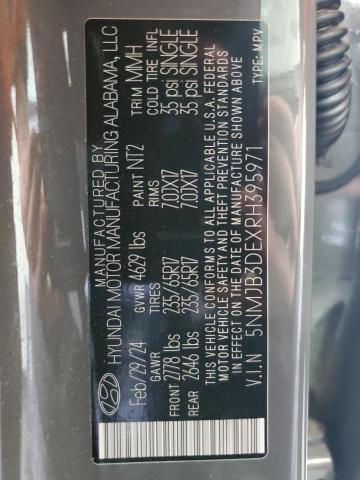 MANUFACTURED BY
HYUNDAI MOTOR MANUFACTURING ALABAMA, LLC
Feb/29/24 GVWR 4629 lbs PAINT NT2 TRIM MMH
GAWR TIRES RIMS COLD TIRE INFL
FRONT 2778 lbs 235/65R17 7.0JX17 35 psi SINGLE
REAR 2646 lbs 235/65R17 7.0JX17 35 psi SINGLE
THIS VEHICLE CONFORMS TO ALL APPLICABLE U.S.A. FEDERAL
MOTOR VEHICLE SAFETY, BUMPER, AND THEFT PREVENTION STANDARDS
IN EFFECT ON THE DATE OF MANUFACTURE SHOWN ABOVE
V.I.N 5NMJB3DEXRH395971 TYPE: MPV